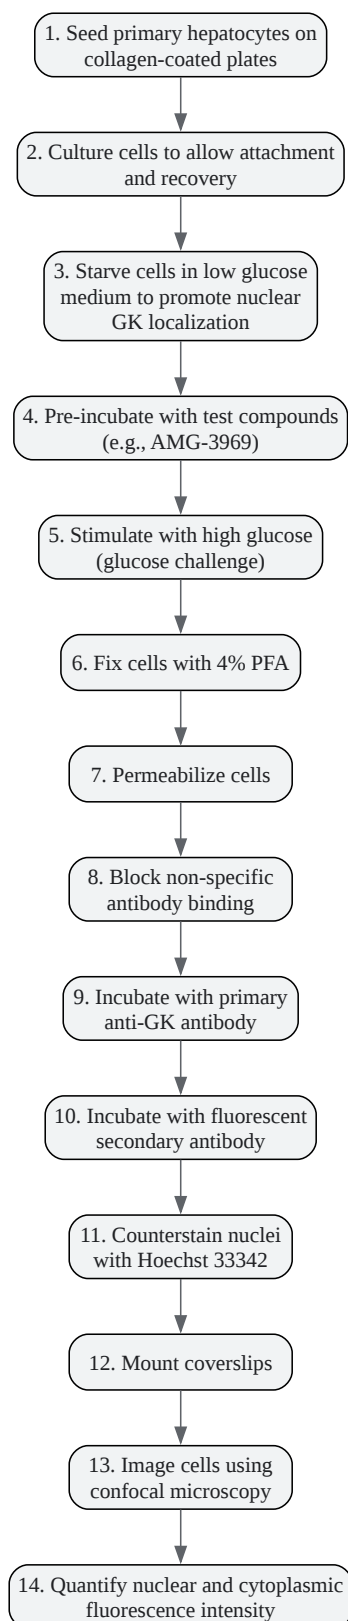 1. Seed primary hepatocytes on
collagen-coated plates
2. Culture cells to allow attachment
and recovery
3. Starve cells in low glucose
medium to promote nuclear
GK localization
4. Pre-incubate with test compounds
(e.g., AMG-3969)
5. Stimulate with high glucose
(glucose challenge)
6. Fix cells with 4% PFA
7. Permeabilize cells
8. Block non-specific
antibody binding
9. Incubate with primary
anti-GK antibody
10. Incubate with fluorescent
secondary antibody
11. Counterstain nuclei
with Hoechst 33342
12. Mount coverslips
13. Image cells using
confocal microscopy
14. Quantify nuclear and cytoplasmic
fluorescence intensity